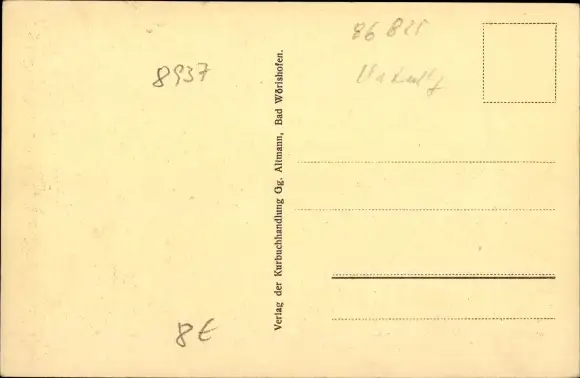 86 825
8937
Verlag der Kurbuchhandlung Gg. Altmann, Bad Wörishofen.
8€